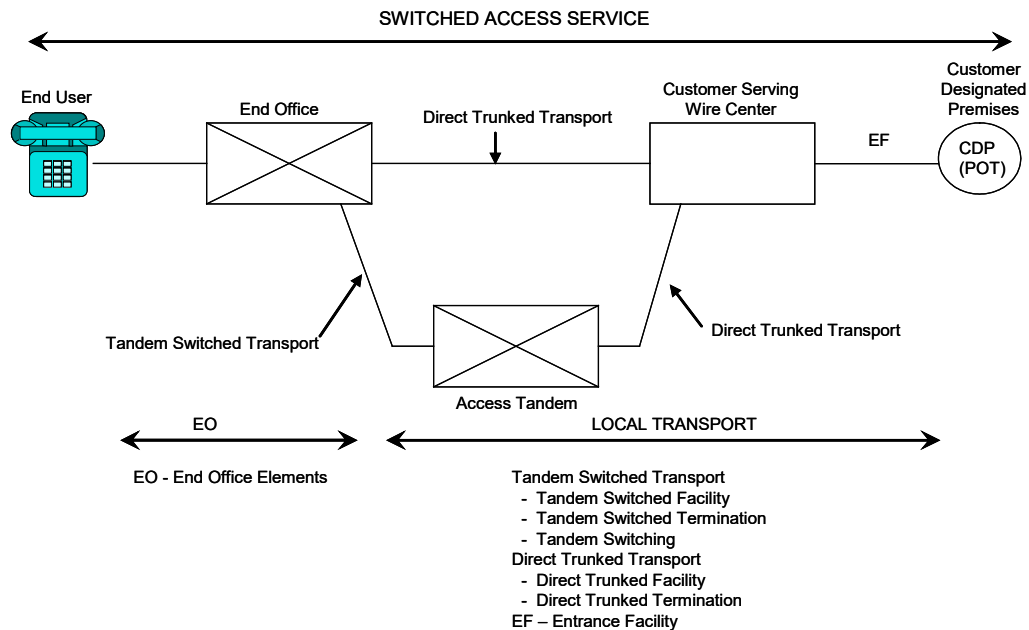 SWITCHED ACCESS SERVICE
End User
End Office
Direct Trunked Transport
Customer Serving
Wire Center
EF
Customer
Designated
Premises
CDP
(POT)
Tandem Switched Transport
Direct Trunked Transport
Access Tandem
EO
LOCAL TRANSPORT
EO - End Office Elements
Tandem Switched Transport
- Tandem Switched Facility
- Tandem Switched Termination
- Tandem Switching
Direct Trunked Transport
- Direct Trunked Facility
- Direct Trunked Termination
EF – Entrance Facility